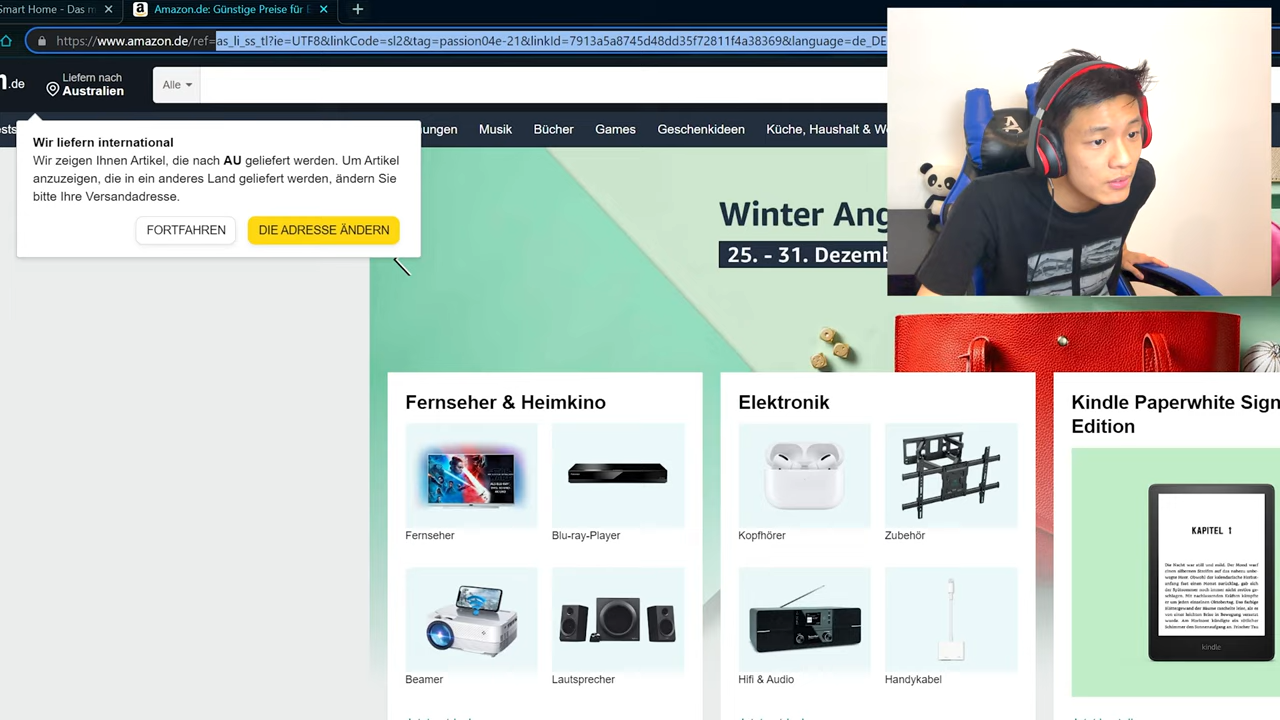 Smart Home - Das
Amazon.de: Günstige Preise für
https://www.amazon.de/ref=as_li_ss_tl?ie=UTF8&linkCode=sl2&tag=passion04e-21&linkId=7913a5a8745d48dd35f72811f4a38369&language=de_DE
.de
Liefern nach
Australien
Alle
Musik
Bücher
Games
Geschenkideen
Küche, Haushalt &
Wir liefern international
Wir zeigen Ihnen Artikel, die nach AU geliefert werden. Um Artikel
anzuzeigen, die in ein anderes Land geliefert werden, ändern Sie
bitte Ihre Versandadresse.
FORTFAHREN
DIE ADRESSE ÄNDERN
Winter Ang
25. - 31. Dezemb
Fernseher & Heimkino
Fernseher
Blu-ray-Player
Beamer
Lautsprecher
Elektronik
Kopfhörer
Zubehör
Hifi & Audio
Handykabel
Kindle Paperwhite Sign
Edition
KAPITEL 1
kindle